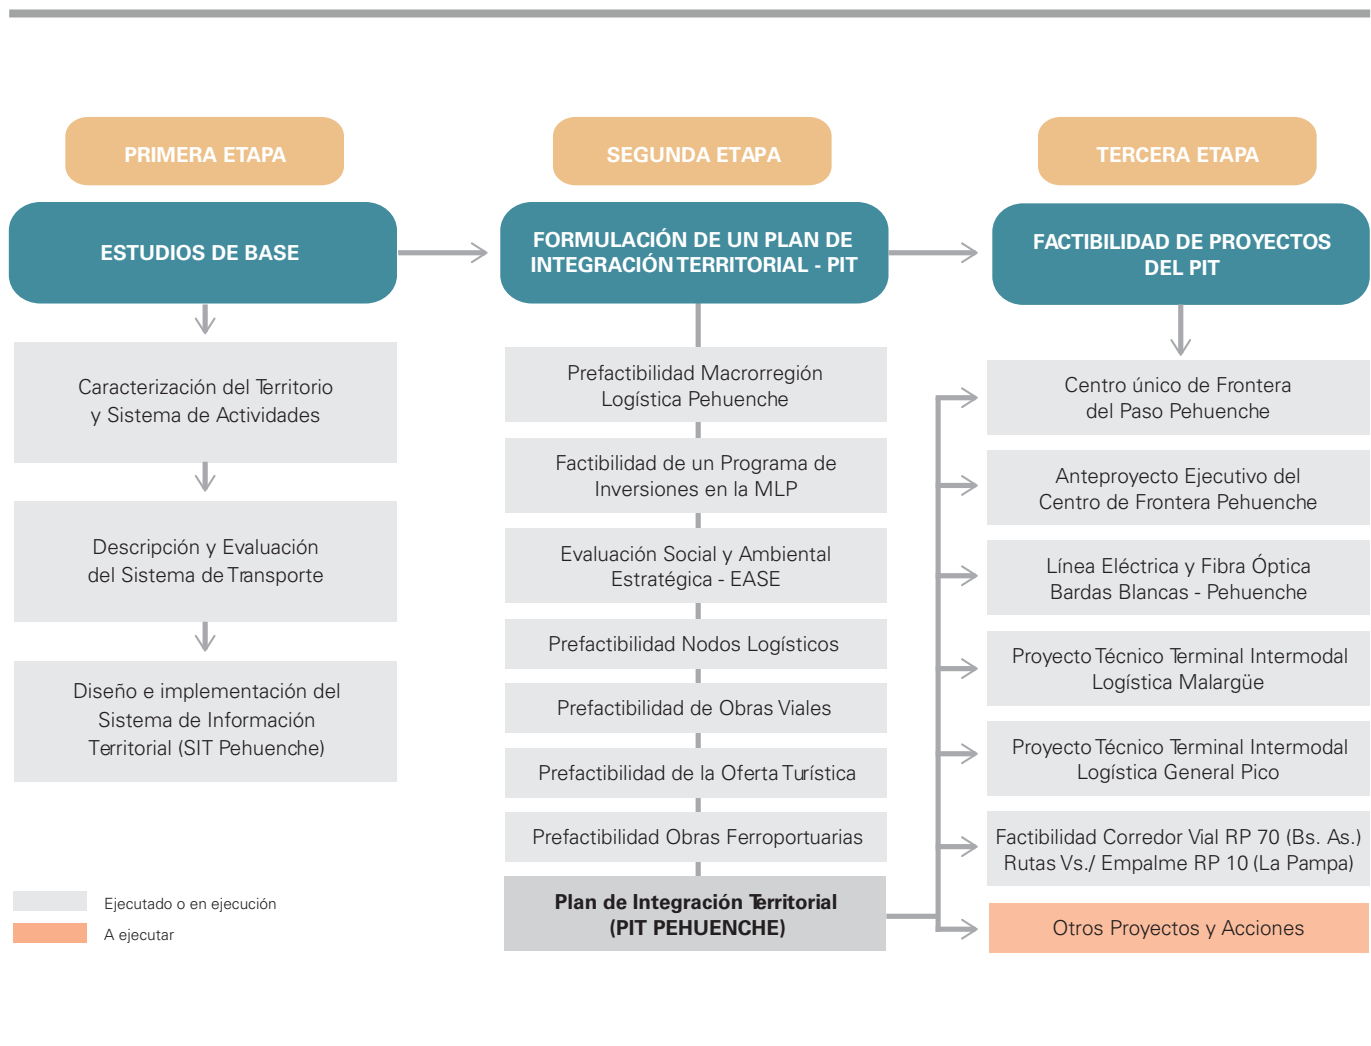 PRIMERA ETAPA
ESTUDIOS DE BASE
Caracterización del Territorio
y Sistema de Actividades
Descripción y Evaluación
del Sistema de Transporte
Diseño e implementación del
Sistema de Información
Territorial (SIT Pehuenche)
Ejecutado o en ejecución
A ejecutar
SEGUNDA ETAPA
FORMULACIÓN DE UN PLAN DE
INTEGRACIÓN TERRITORIAL - PIT
Prefactibilidad Macrorregión
Logística Pehuenche
Factibilidad de un Programa de
Inversiones en la MLP
Evaluación Social y Ambiental
Estratégica - EASE
Prefactibilidad Nodos Logísticos
Prefactibilidad de Obras Viales
Prefactibilidad de la Oferta Turística
Prefactibilidad Obras Ferroportuarias
Plan de Integración Territorial
(PIT PEHUENCHE)
TERCERA ETAPA
FACTIBILIDAD DE PROYECTOS
DEL PIT
Centro único de Frontera
del Paso Pehuenche
Anteproyecto Ejecutivo del
Centro de Frontera Pehuenche
Línea Eléctrica y Fibra Óptica
Bardas Blancas - Pehuenche
Proyecto Técnico Terminal Intermodal
Logística Malargüe
Proyecto Técnico Terminal Intermodal
Logística General Pico
Factibilidad Corredor Vial RP 70 (Bs. As.)
Rutas Vs./ Empalme RP 10 (La Pampa)
Otros Proyectos y Acciones